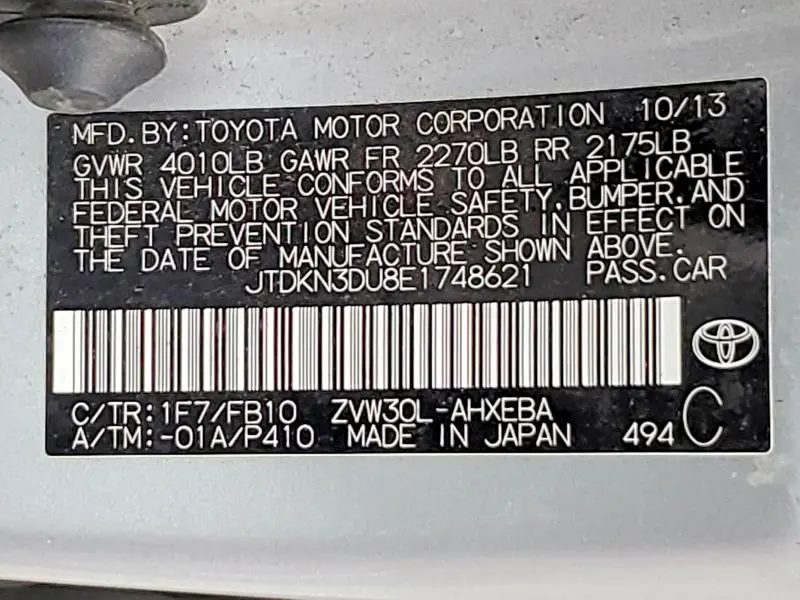 MFD. BY: TOYOTA MOTOR CORPORATION 10/13
GVWR 4010LB GAWR FR 2270LB RR 2175LB
THIS VEHICLE CONFORMS TO ALL APPLICABLE
FEDERAL MOTOR VEHICLE SAFETY, BUMPER, AND
THEFT PREVENTION STANDARDS IN EFFECT ON
THE DATE OF MANUFACTURE SHOWN ABOVE.
JTDKN3DU8E1748621 PASS. CAR
C/TR: 1F7/FB10 ZVW30L-AHXEBA
A/TM: -01A/P410 MADE IN JAPAN 494 C